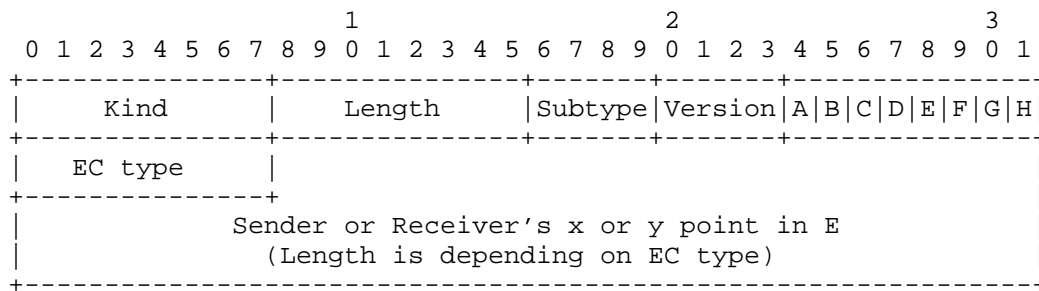 1                   2                   3
 0 1 2 3 4 5 6 7 8 9 0 1 2 3 4 5 6 7 8 9 0 1 2 3 4 5 6 7 8 9 0 1
+---------------+---------------+-------+-------+----------------
|     Kind      |    Length     |Subtype|Version|A|B|C|D|E|F|G|H
+---------------+---------------+-------+-------+----------------
|   EC type     |
+---------------+
|             Sender or Receiver's x or y point in E
|               (Length is depending on EC type)
+----------------------------------------------------------------